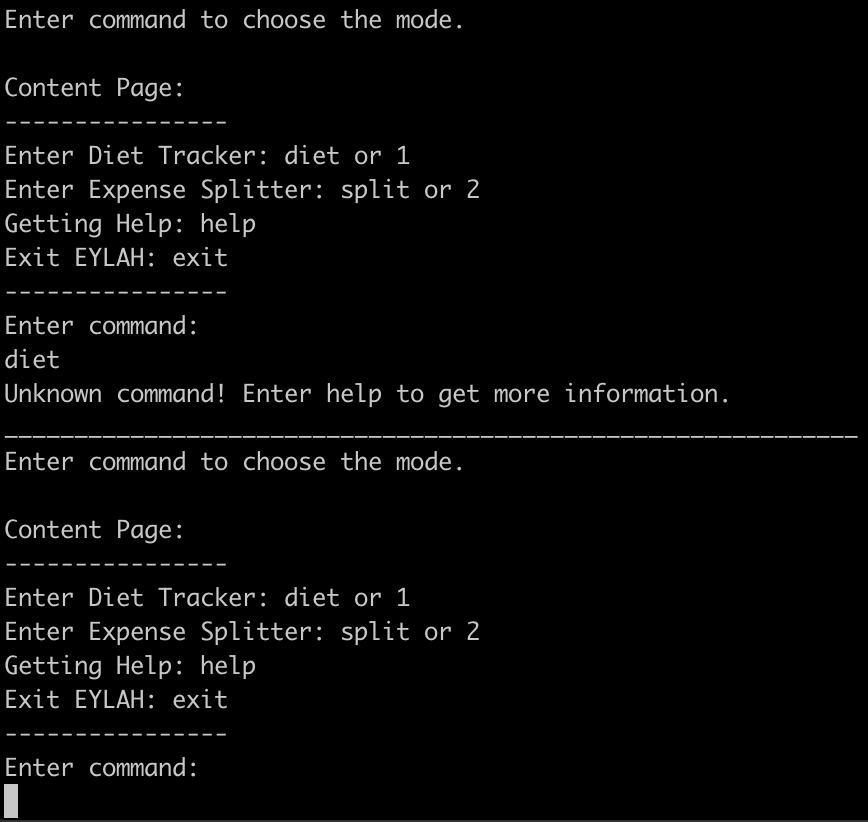 Enter command to choose the mode.
Content Page:
----------------
Enter Diet Tracker: diet or 1
Enter Expense Splitter: split or 2
Getting Help: help
Exit EYLAH: exit
----------------
Enter command:
diet
Unknown command! Enter help to get more information.
_____________________________________________________________
Enter command to choose the mode.
Content Page:
----------------
Enter Diet Tracker: diet or 1
Enter Expense Splitter: split or 2
Getting Help: help
Exit EYLAH: exit
----------------
Enter command: